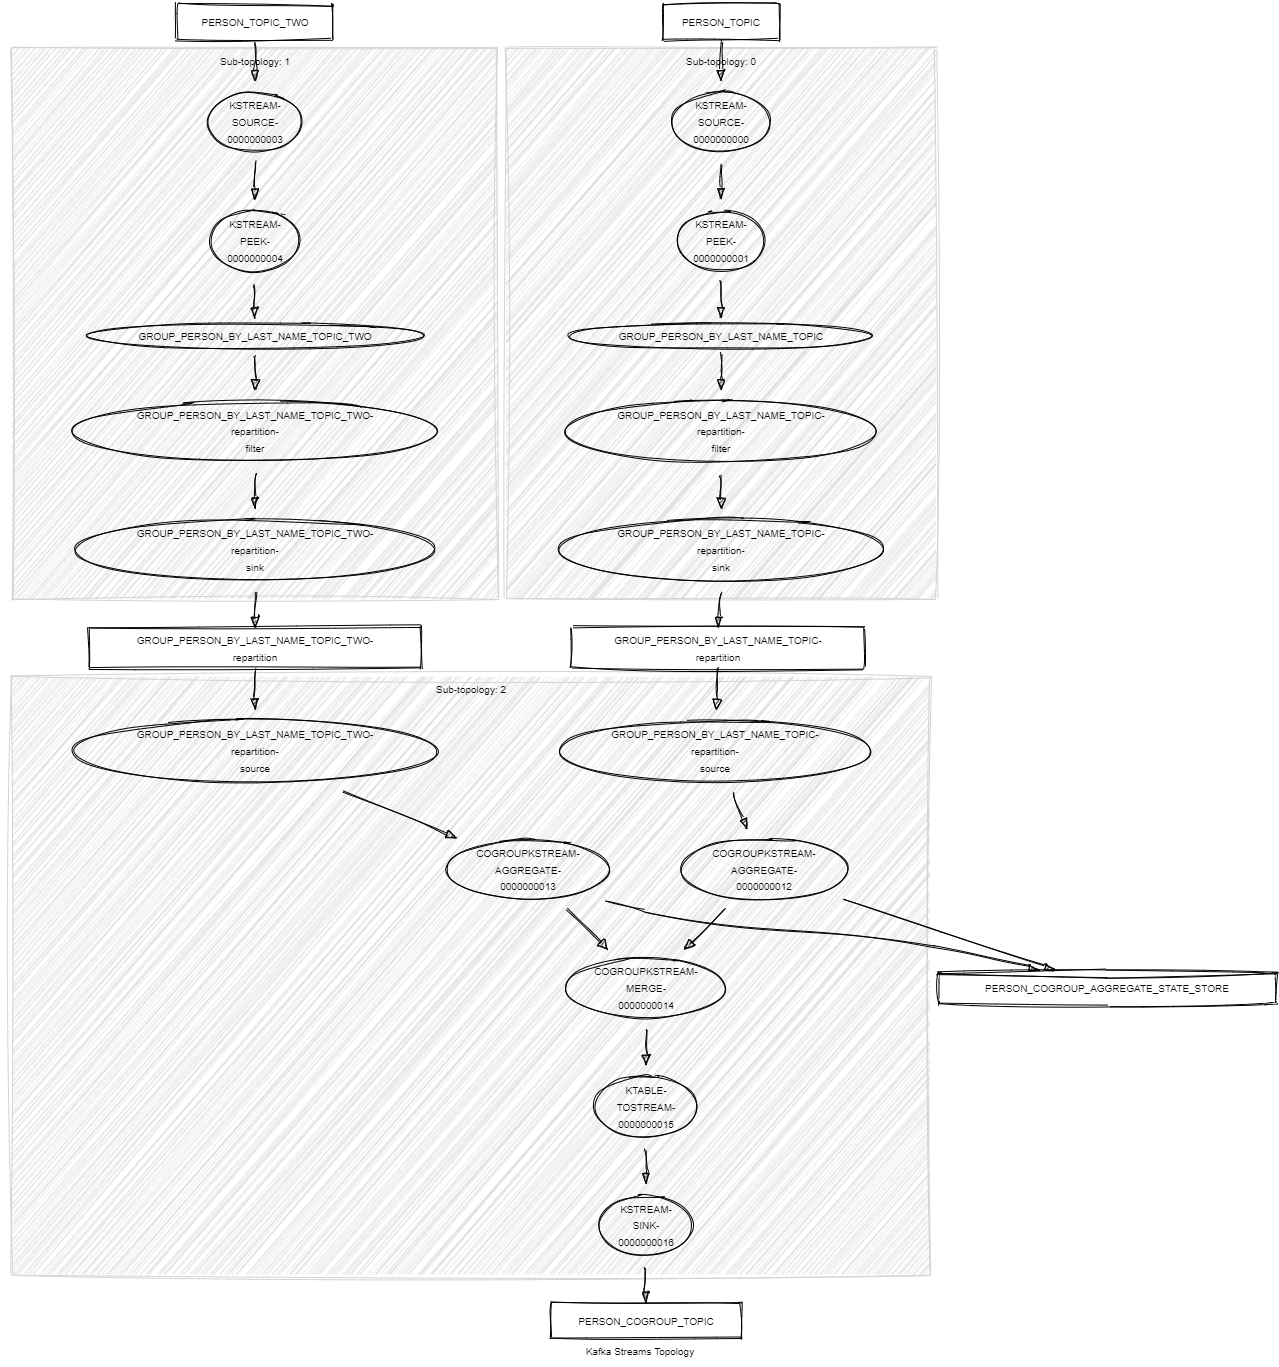 PERSON_TOPIC_TWO
PERSON_TOPIC
Sub-topology: 1
Sub-topology: 0
KSTREAM-
SOURCE-
0000000003
KSTREAM-
SOURCE-
0000000000
KSTREAM-
PEEK-
0000000004
KSTREAM-
PEEK-
0000000001
GROUP_PERSON_BY_LAST_NAME_TOPIC_TWO
GROUP_PERSON_BY_LAST_NAME_TOPIC
GROUP_PERSON_BY_LAST_NAME_TOPIC_TWO-
repartition-
filter
GROUP_PERSON_BY_LAST_NAME_TOPIC-
repartition-
filter
GROUP_PERSON_BY_LAST_NAME_TOPIC_TWO-
repartition-
sink
GROUP_PERSON_BY_LAST_NAME_TOPIC-
repartition-
sink
GROUP_PERSON_BY_LAST_NAME_TOPIC_TWO-
repartition
GROUP_PERSON_BY_LAST_NAME_TOPIC-
repartition
Sub-topology: 2
GROUP_PERSON_BY_LAST_NAME_TOPIC_TWO-
repartition-
source
GROUP_PERSON_BY_LAST_NAME_TOPIC-
repartition-
source
COGROUPKSTREAM-
AGGREGATE-
0000000013
COGROUPKSTREAM-
AGGREGATE-
0000000012
COGROUPKSTREAM-
MERGE-
0000000014
PERSON_COGROUP_AGGREGATE_STATE_STORE
KTABLE-
TOSTREAM-
0000000015
KSTREAM-
SINK-
0000000016
PERSON_COGROUP_TOPIC
Kafka Streams Topology